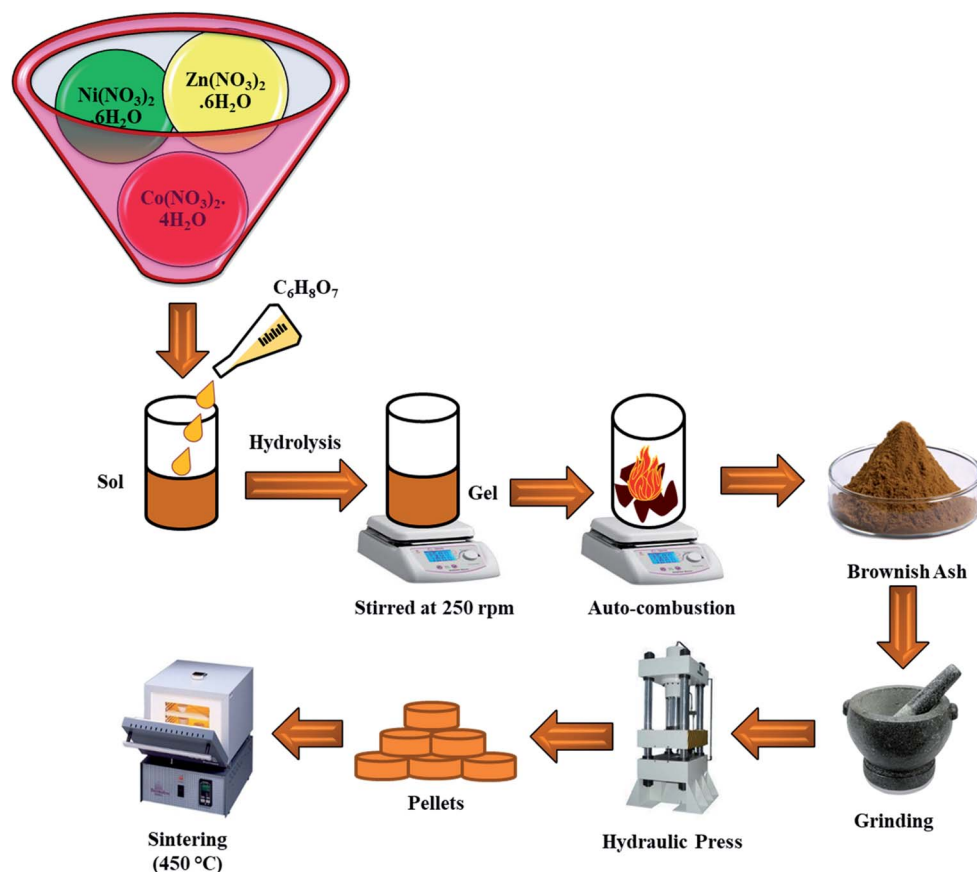 Ni(NO₃)₂
.6H₂O
Zn(NO₃)₂
.6H₂O
Co(NO₃)₂.
4H₂O
C₆H₈O₇
Sol
Hydrolysis
Gel
Stirred at 250 rpm
Auto-combustion
Brownish Ash
Grinding
Hydraulic Press
Pellets
Sintering
(450 °C)